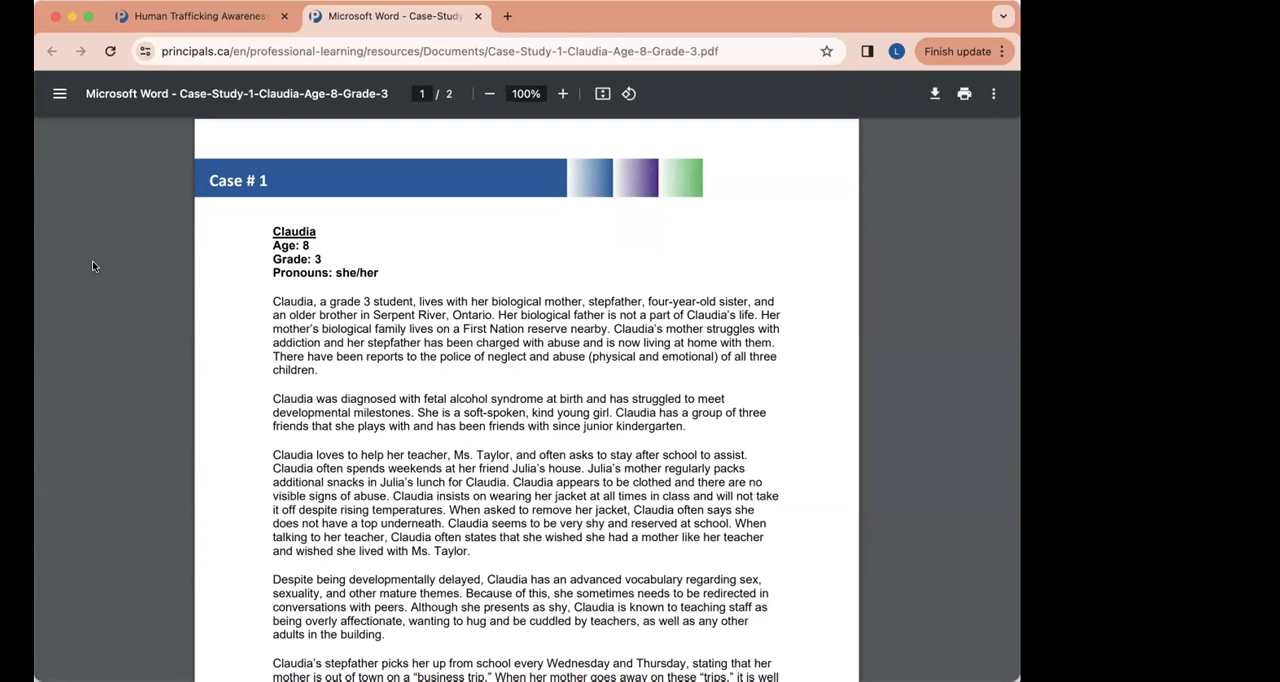 Human Trafficking Awarenes
Microsoft Word - Case-Study
principals.ca/en/professional-learning/resources/Documents/Case-Study-1-Claudia-Age-8-Grade-3.pdf
L
Finish update
Microsoft Word - Case-Study-1-Claudia-Age-8-Grade-3
1 / 2
100%
Case # 1
Claudia
Age: 8
Grade: 3
Pronouns: she/her
Claudia, a grade 3 student, lives with her biological mother, stepfather, four-year-old sister, and
an older brother in Serpent River, Ontario. Her biological father is not a part of Claudia's life. Her
mother's biological family lives on a First Nation reserve nearby. Claudia's mother struggles with
addiction and her stepfather has been charged with abuse and is now living at home with them.
There have been reports to the police of neglect and abuse (physical and emotional) of all three
children.
Claudia was diagnosed with fetal alcohol syndrome at birth and has struggled to meet
developmental milestones. She is a soft-spoken, kind young girl. Claudia has a group of three
friends that she plays with and has been friends with since junior kindergarten.
Claudia loves to help her teacher, Ms. Taylor, and often asks to stay after school to assist.
Claudia often spends weekends at her friend Julia's house. Julia's mother regularly packs
additional snacks in Julia's lunch for Claudia. Claudia appears to be clothed and there are no
visible signs of abuse. Claudia insists on wearing her jacket at all times in class and will not take
it off despite rising temperatures. When asked to remove her jacket, Claudia often says she
does not have a top underneath. Claudia seems to be very shy and reserved at school. When
talking to her teacher, Claudia often states that she wished she had a mother like her teacher
and wished she lived with Ms. Taylor.
Despite being developmentally delayed, Claudia has an advanced vocabulary regarding sex,
sexuality, and other mature themes. Because of this, she sometimes needs to be redirected in
conversations with peers. Although she presents as shy, Claudia is known to teaching staff as
being overly affectionate, wanting to hug and be cuddled by teachers, as well as any other
adults in the building.
Claudia's stepfather picks her up from school every Wednesday and Thursday, stating that her
mother is out of town on a "business trip." When her mother goes away on these "trips," it is well